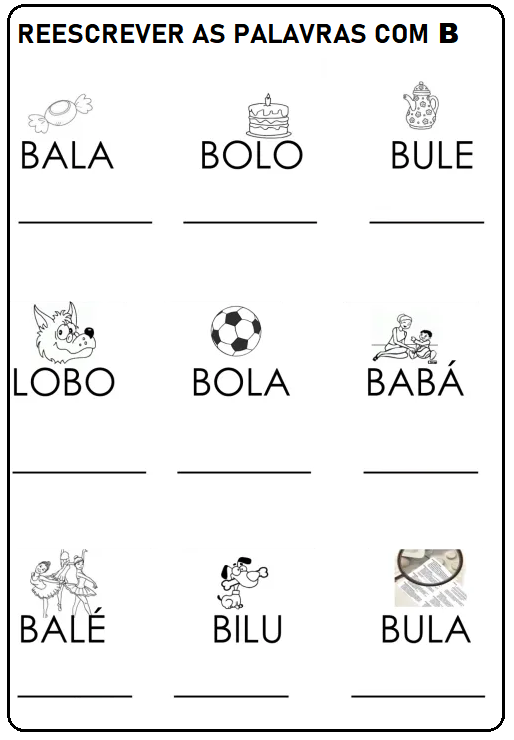 REESCREVER AS PALAVRAS COM B
BALA BOLO BULE
LOBO BOLA BABÁ
BALÉ BILU BULA